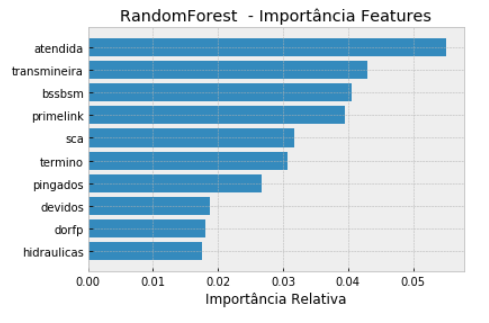 RandomForest - Importância Features
atendida
transmineira
bssbsm
primelink
sca
termino
pingados
devidos
dorfp
hidraulicas
0.00 0.01 0.02 0.03 0.04 0.05
Importância Relativa